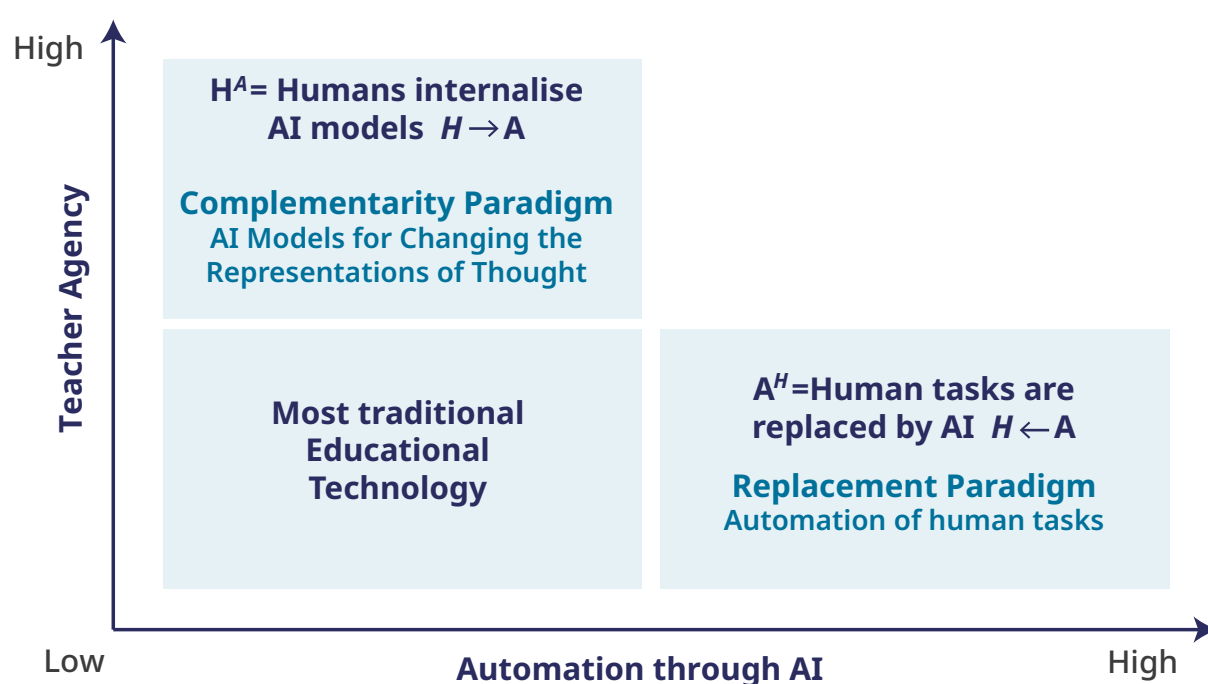 High
Hᴬ= Humans internalise
AI models H → A
Complementarity Paradigm
AI Models for Changing the
Representations of Thought
Teacher Agency
Most traditional
Educational
Technology
Aᴴ=Human tasks are
replaced by AI H ← A
Replacement Paradigm
Automation of human tasks
Low
Automation through AI
High